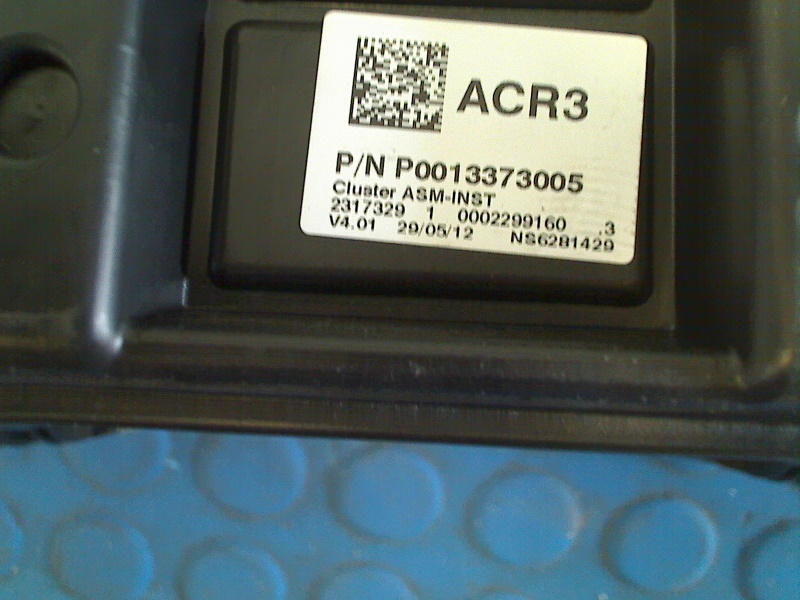 ACR3
P/N P0013373005
Cluster ASM-INST
2317329 1 0002299160 .3
V4.01 29/05/12 NS6281429